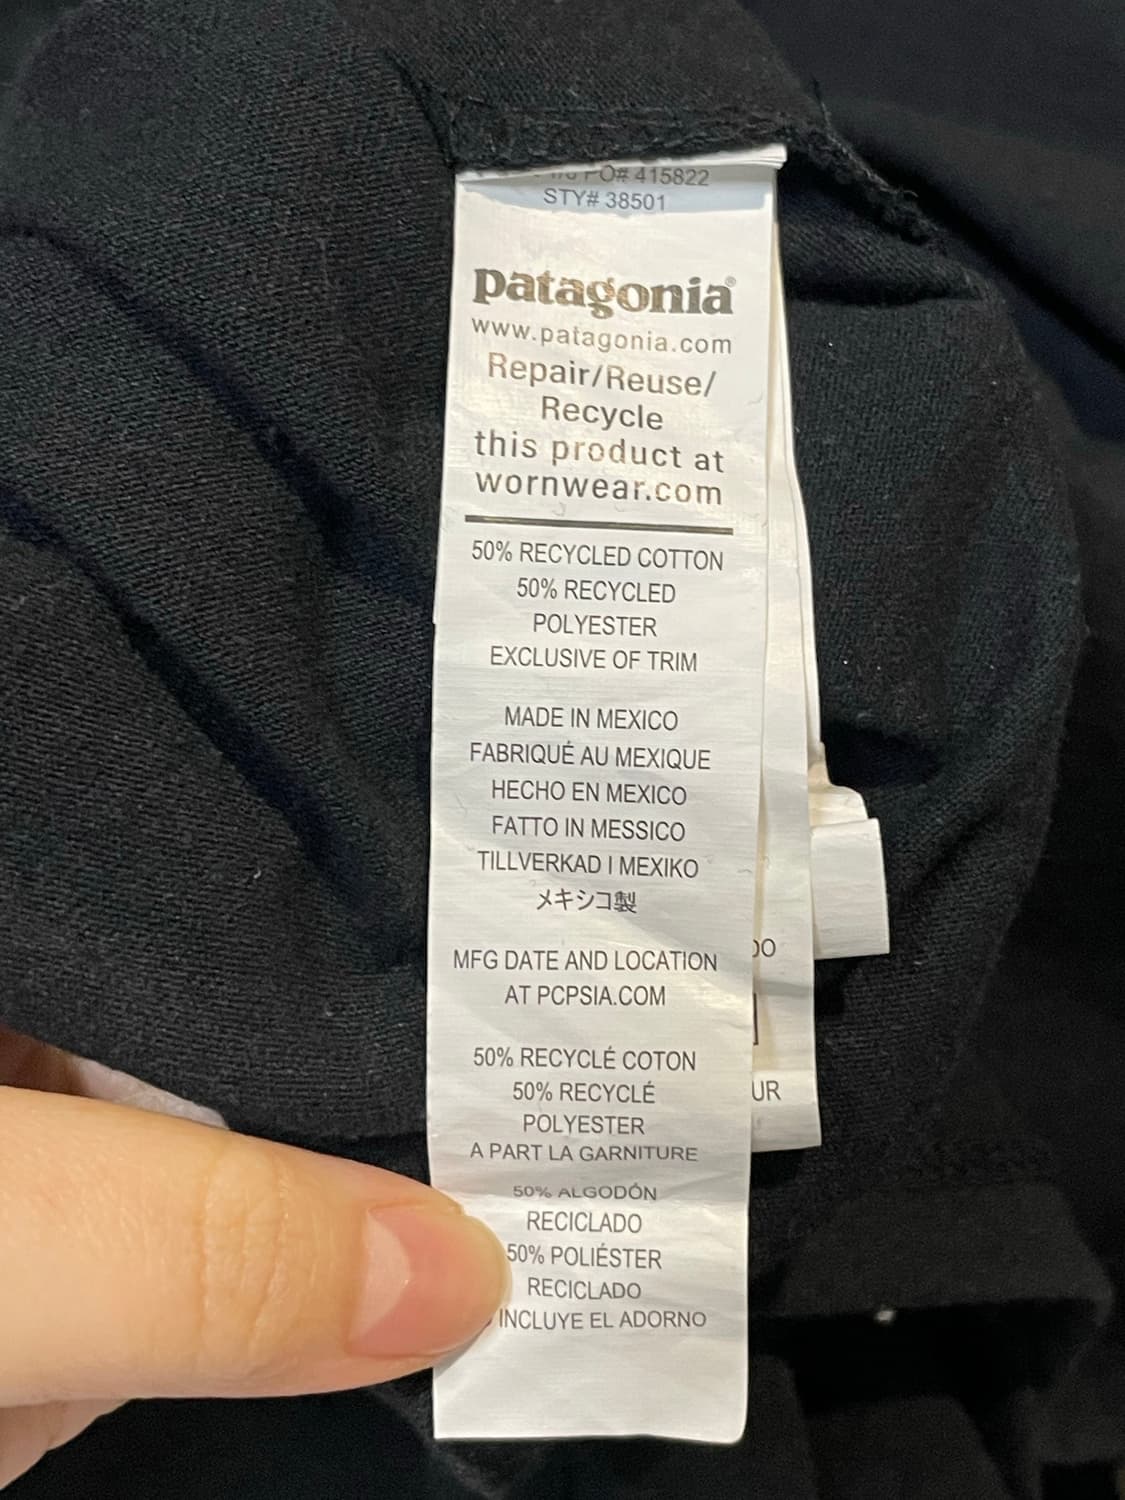 PO# 415822
STY# 38501
patagonia®
www.patagonia.com
Repair/Reuse/
Recycle
this product at
wornwear.com
50% RECYCLED COTTON
50% RECYCLED
POLYESTER
EXCLUSIVE OF TRIM
MADE IN MEXICO
FABRIQUÉ AU MEXIQUE
HECHO EN MEXICO
FATTO IN MESSICO
TILLVERKAD I MEXIKO
メキシコ製
MFG DATE AND LOCATION
AT PCPSIA.COM
50% RECYCLÉ COTON
50% RECYCLÉ
POLYESTER
A PART LA GARNITURE
50% ALGODÓN
RECICLADO
50% POLIÉSTER
RECICLADO
INCLUYE EL ADORNO